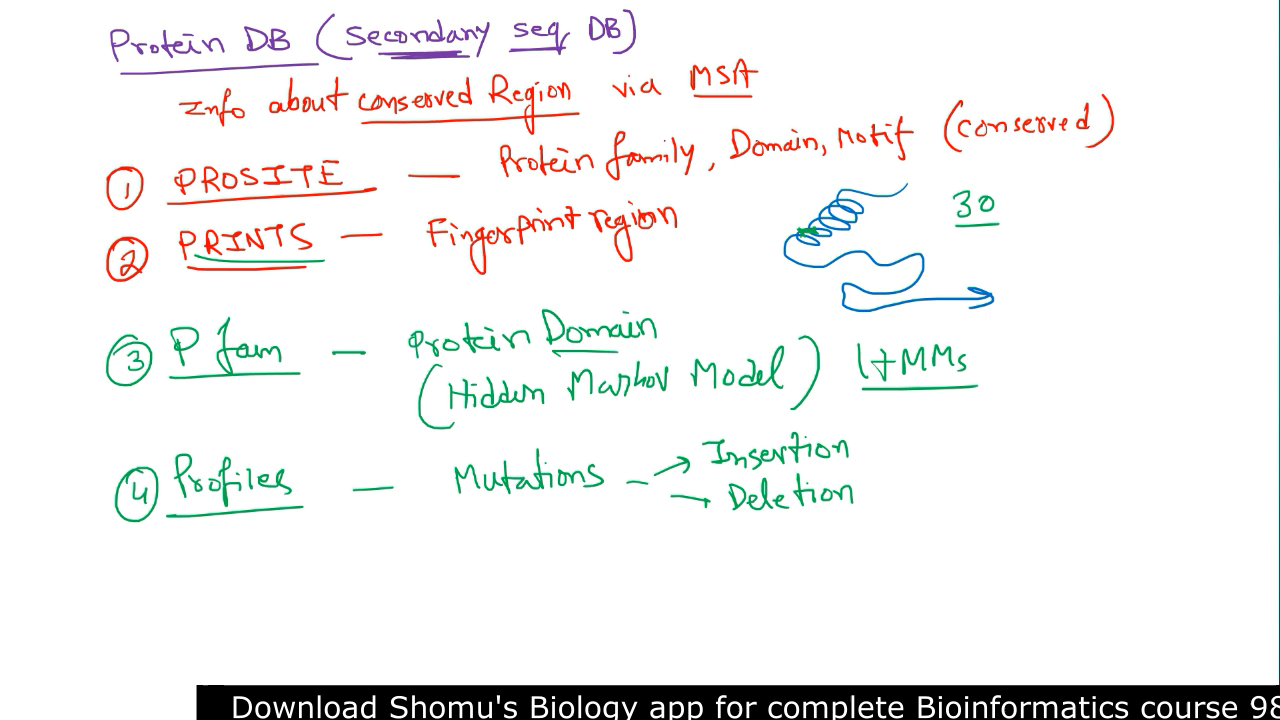 Protein DB (secondary seq. DB)
Info about conserved Region via MSA
① PROSITE — Protein family, Domain, Motif (conserved)
30
② PRINTS — Fingerprint region
③ P fam — Protein Domain
(Hidden Markov Model) HMMs
④ Profiles — Mutations → Insertion
→ Deletion
Download Shomu's Biology app for complete Bioinformatics course 98